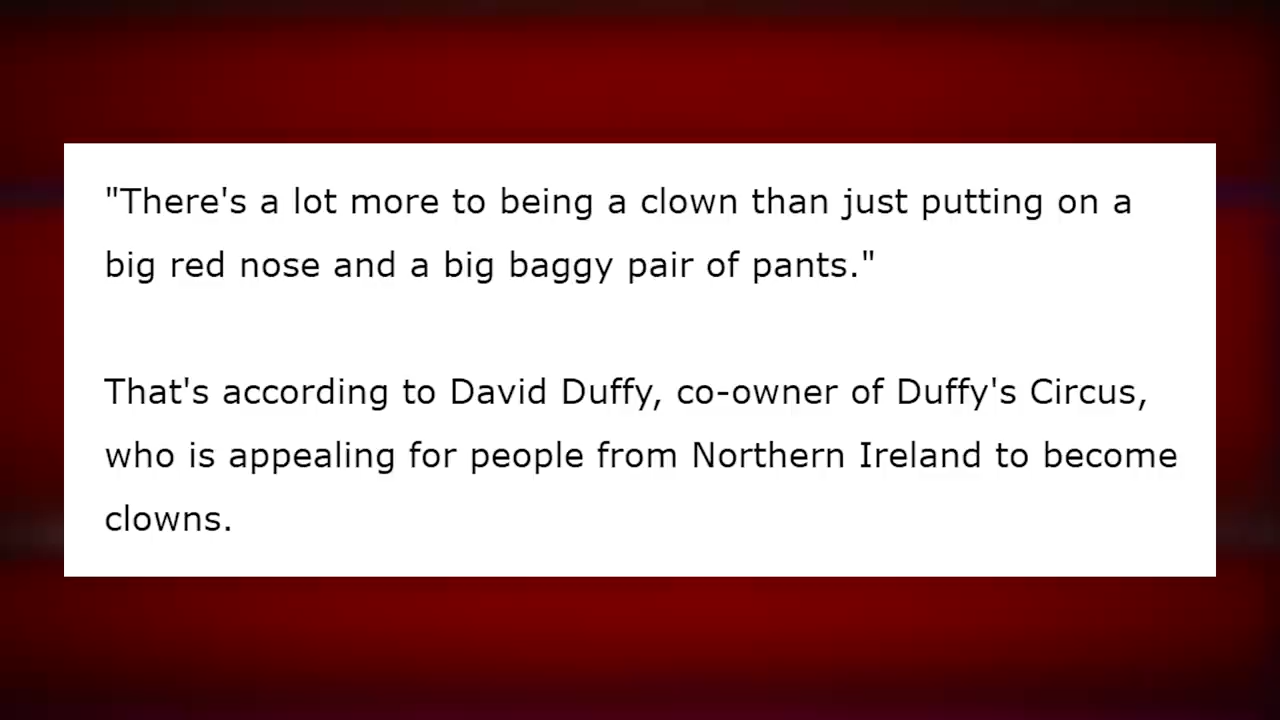 "There's a lot more to being a clown than just putting on a
big red nose and a big baggy pair of pants."
That's according to David Duffy, co-owner of Duffy's Circus,
who is appealing for people from Northern Ireland to become
clowns.